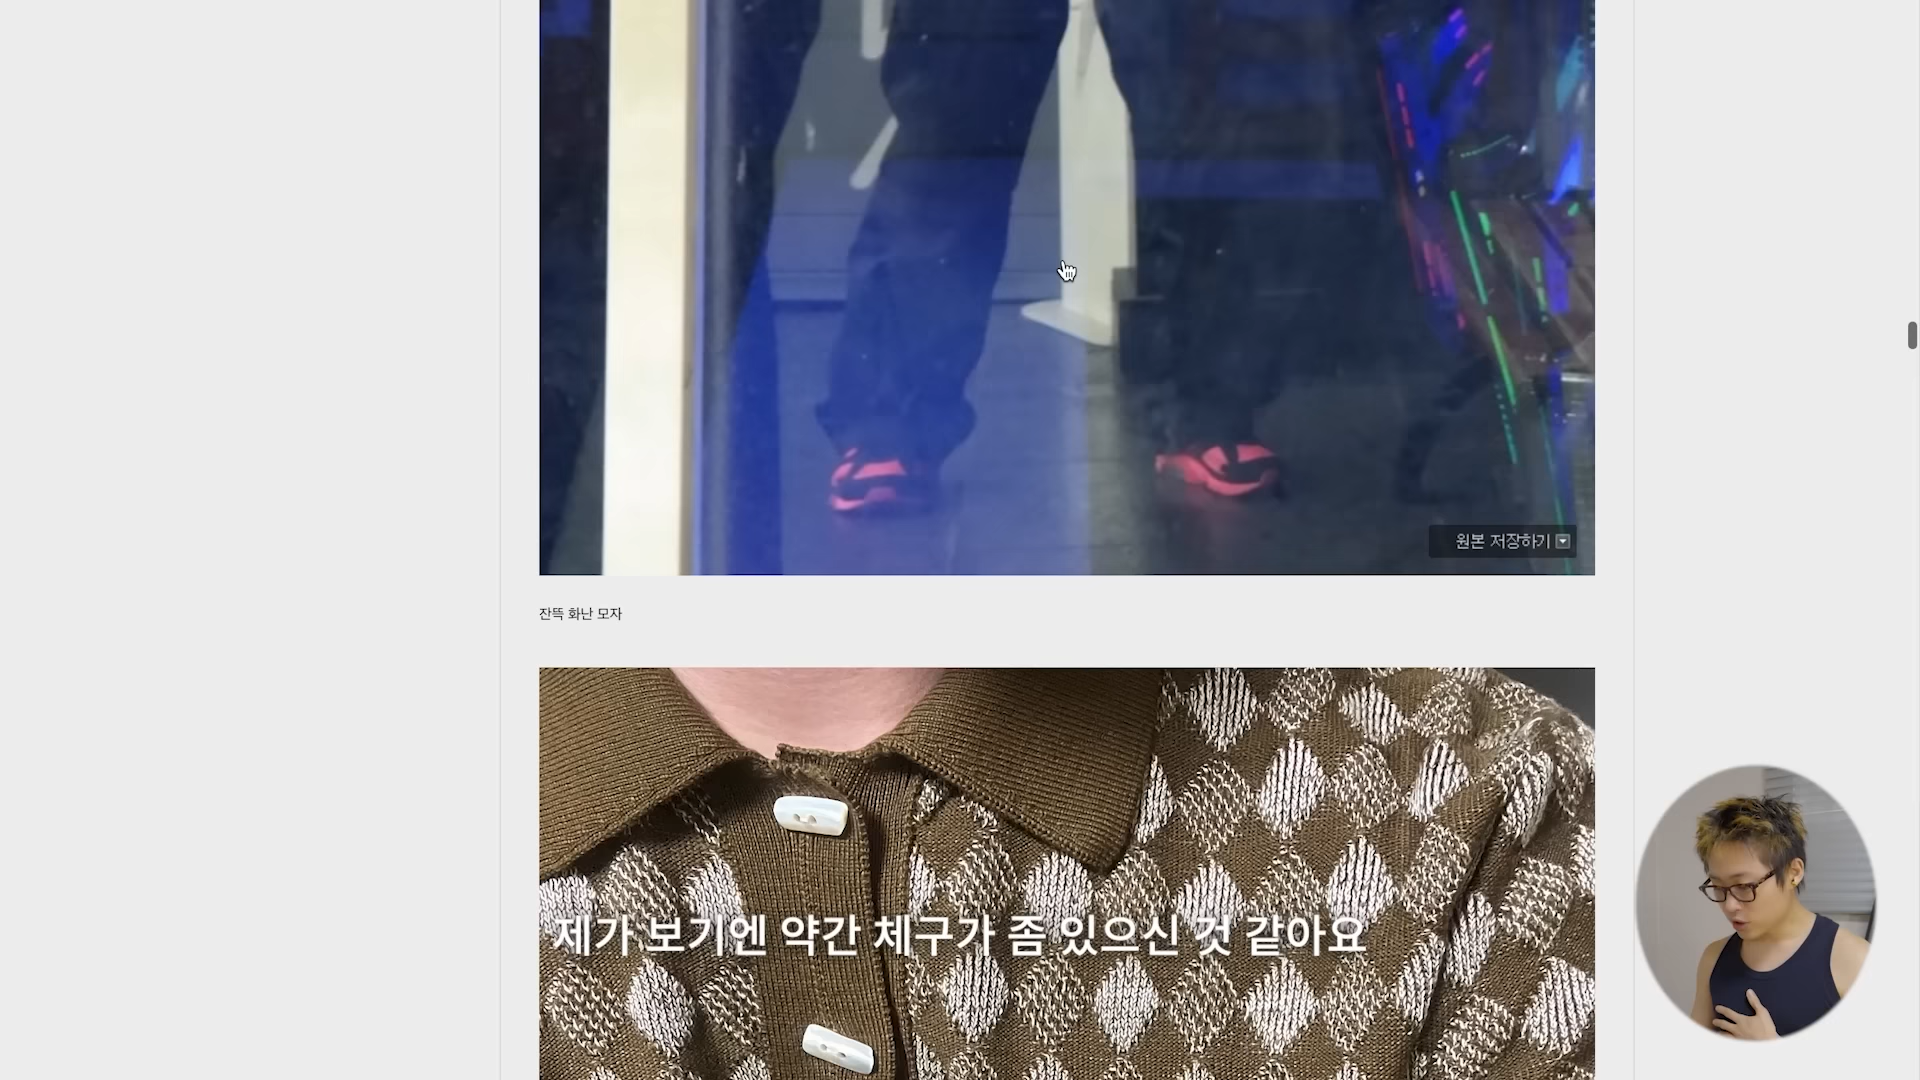 원본 저장하기
잔뜩 화난 모자
제가 보기엔 약간 체구가 좀 있으신 것 같아요